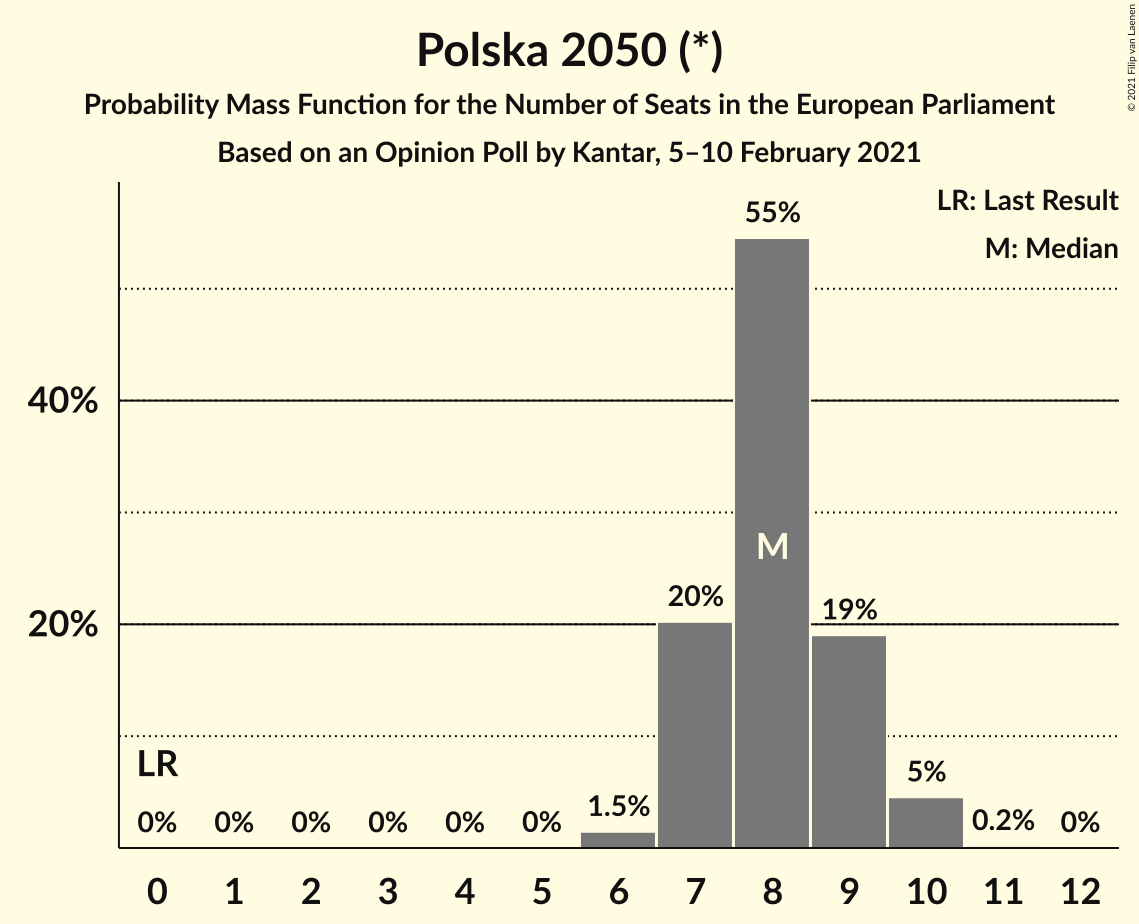 Polska 2050 (*)
Probability Mass Function for the Number of Seats in the European Parliament
Based on an Opinion Poll by Kantar, 5–10 February 2021
© 2021 Filip van Laenen
LR: Last Result
M: Median
55%
40%
M
20%
19%
20%
LR
5%
1.5%
0% 0% 0% 0% 0% 0% 0.2% 0%
0 1 2 3 4 5 6 7 8 9 10 11 12